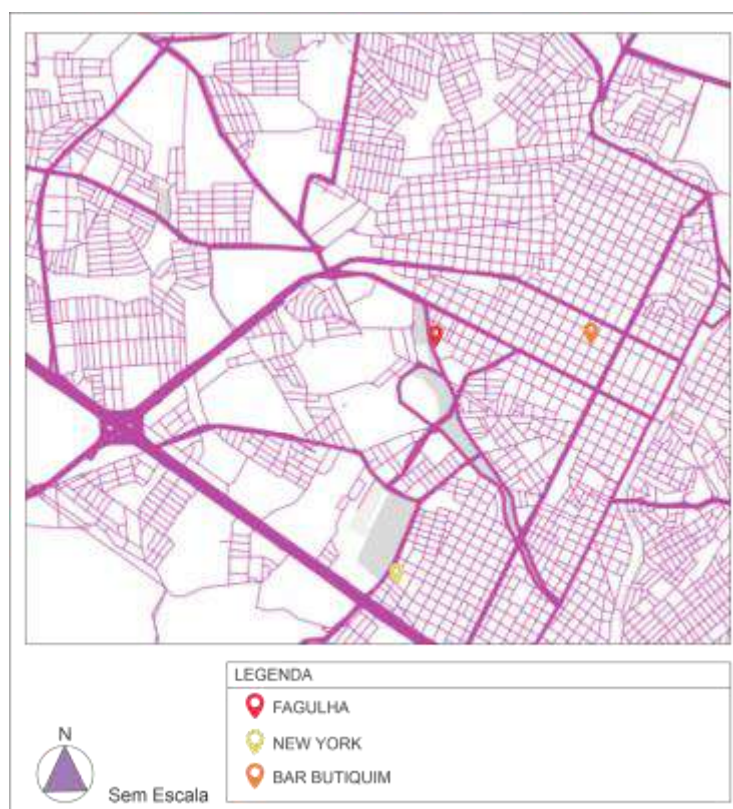 LEGENDA
FAGULHA
NEW YORK
BAR BUTIQUIM
N
Sem Escala